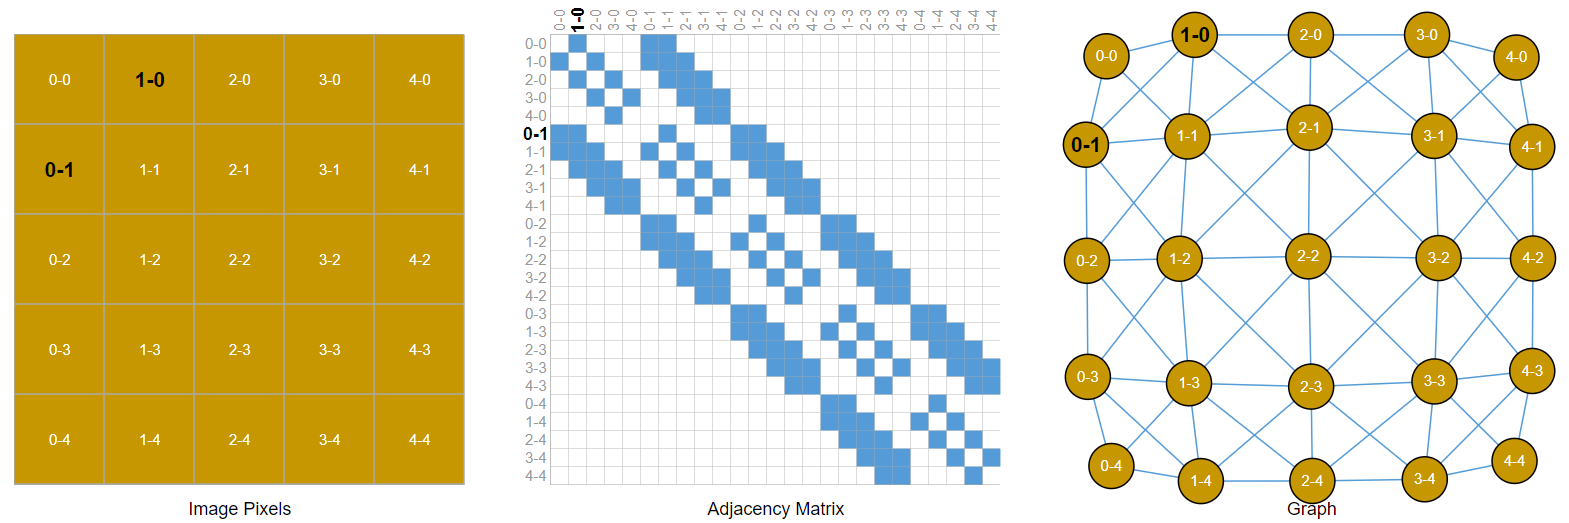 0-0 1-0 2-0 3-0 4-0
0-1 1-1 2-1 3-1 4-1
0-2 1-2 2-2 3-2 4-2
0-3 1-3 2-3 3-3 4-3
0-4 1-4 2-4 3-4 4-4
Image Pixels
0-0 1-0 2-0 3-0 4-0 0-1 1-1 2-1 3-1 4-1 0-2 1-2 2-2 3-2 4-2 0-3 1-3 2-3 3-3 4-3 0-4 1-4 2-4 3-4 4-4
0-0
1-0
2-0
3-0
4-0
0-1
1-1
2-1
3-1
4-1
0-2
1-2
2-2
3-2
4-2
0-3
1-3
2-3
3-3
4-3
0-4
1-4
2-4
3-4
4-4
Adjacency Matrix
0-0 1-0 2-0 3-0 4-0
0-1 1-1 2-1 3-1 4-1
0-2 1-2 2-2 3-2 4-2
0-3 1-3 2-3 3-3 4-3
0-4 1-4 2-4 3-4 4-4
Graph